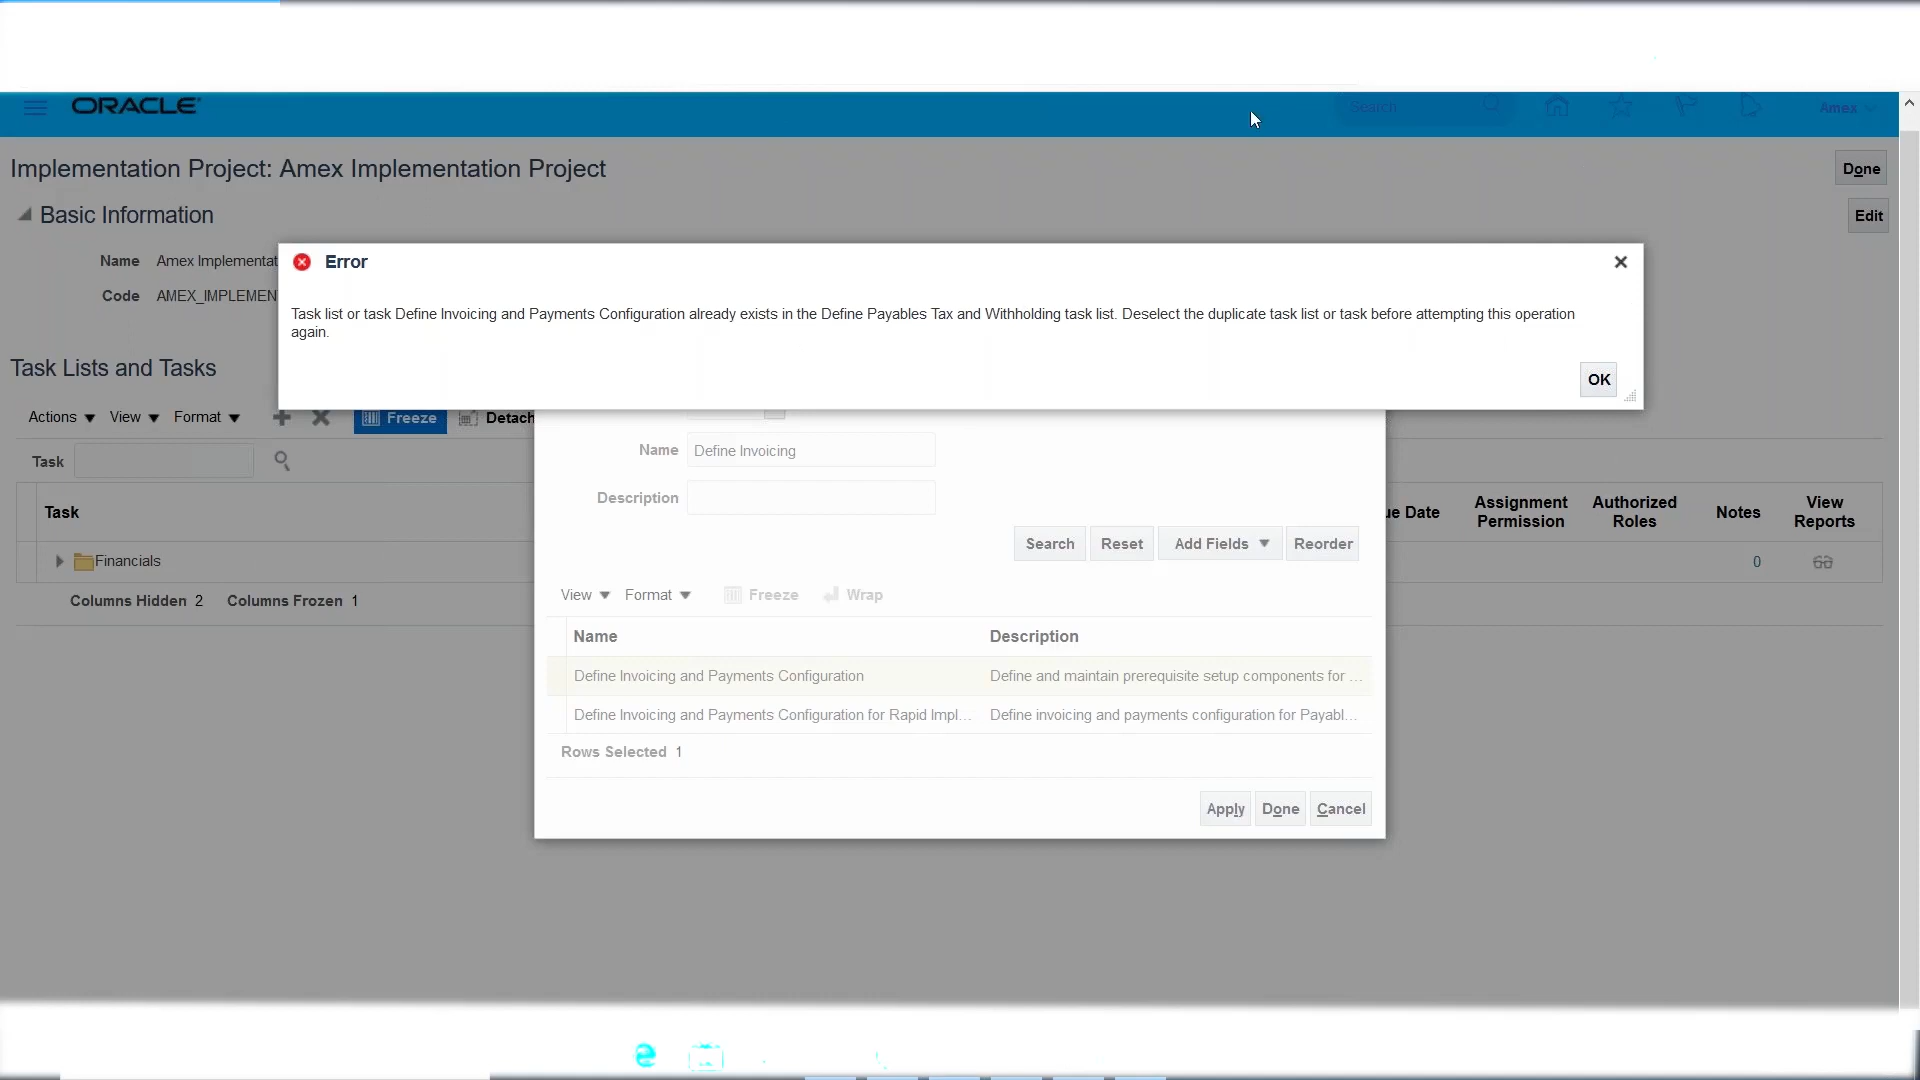 ORACLE
Search
Amex
Implementation Project: Amex Implementation Project
Done
Basic Information
Edit
Name Amex Implementat
Code AMEX_IMPLEMEN
Error
Task list or task Define Invoicing and Payments Configuration already exists in the Define Payables Tax and Withholding task list. Deselect the duplicate task list or task before attempting this operation
again.
OK
Task Lists and Tasks
Actions View Format Freeze Detach
Task
Task
ue Date
Assignment
Permission
Authorized
Roles
Notes
View
Reports
Financials
0
Columns Hidden 2 Columns Frozen 1
Name Define Invoicing
Description
Search Reset Add Fields Reorder
View Format Freeze Wrap
Name Description
Define Invoicing and Payments Configuration Define and maintain prerequisite setup components for ...
Define Invoicing and Payments Configuration for Rapid Impl... Define invoicing and payments configuration for Payabl...
Rows Selected 1
Apply Done Cancel